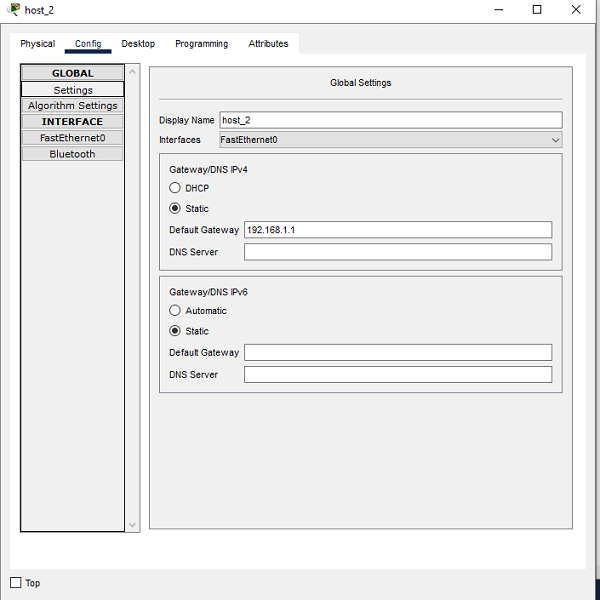 host_2
Physical Config Desktop Programming Attributes
GLOBAL
Settings
Algorithm Settings
INTERFACE
FastEthernet0
Bluetooth
Global Settings
Display Name host_2
Interfaces FastEthernet0
Gateway/DNS IPv4
DHCP
Static
Default Gateway 192.168.1.1
DNS Server
Gateway/DNS IPv6
Automatic
Static
Default Gateway
DNS Server
Top